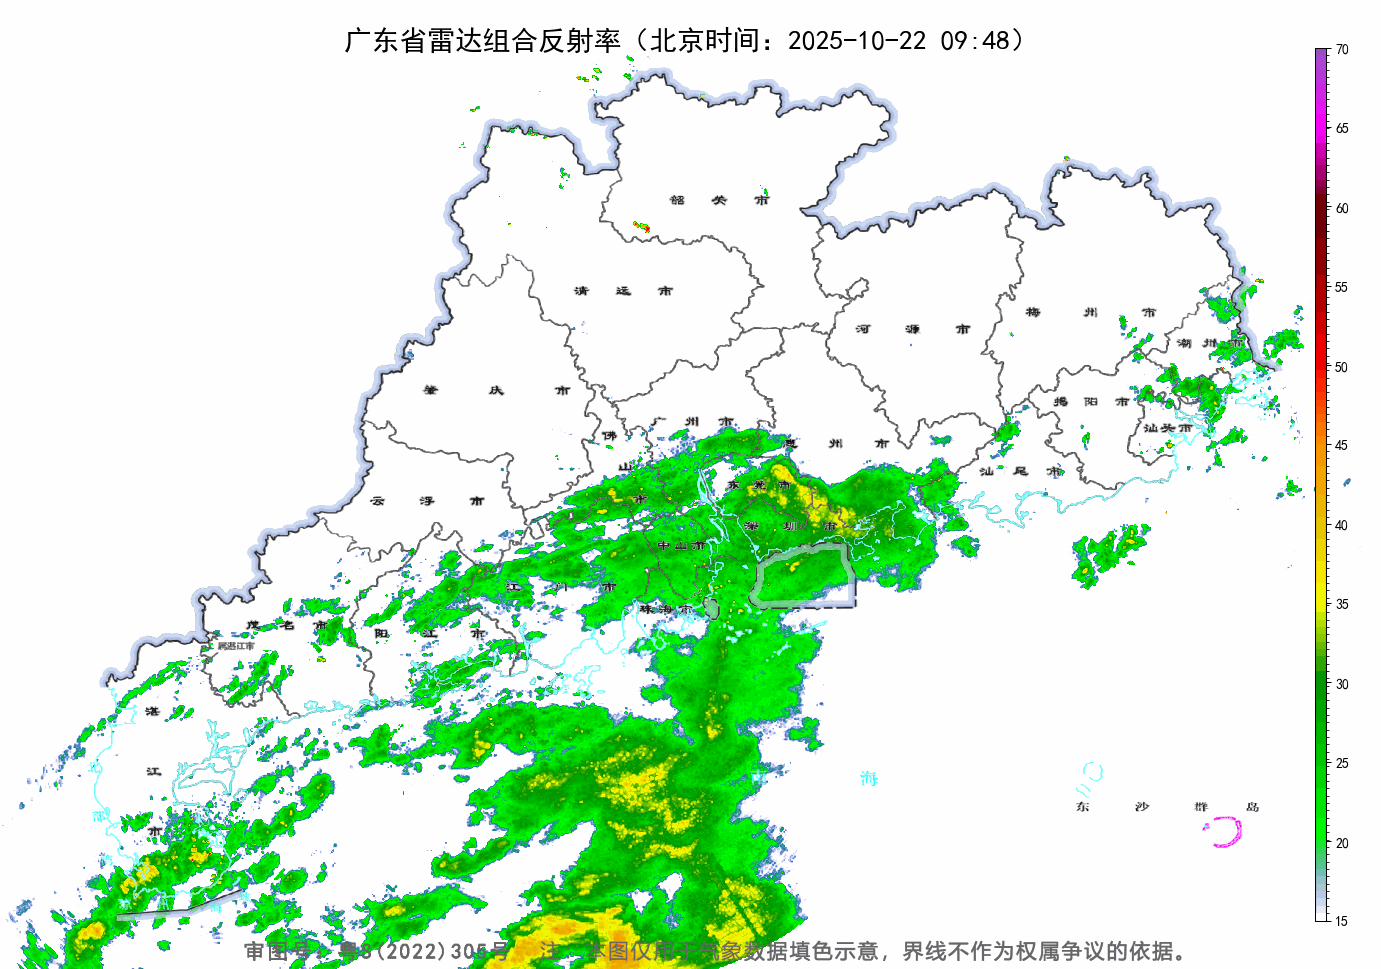 广东省雷达组合反射率（北京时间：2025-10-22 09:48）
70
65
60
55
50
45
40
35
30
25
20
15
韶关市
清远市
梅州市
河源市
潮州市
肇庆市
揭阳市
广州市
汕头市
佛山市
惠州市
汕尾市
东莞市
云浮市
深圳市
中山市
江门市
珠海市
茂名市
阳江市
属湛江市
湛江市
海
东沙群岛
审图号：粤S(2022)305号 注：本图仅用于气象数据填色示意，界线不作为权属争议的依据。